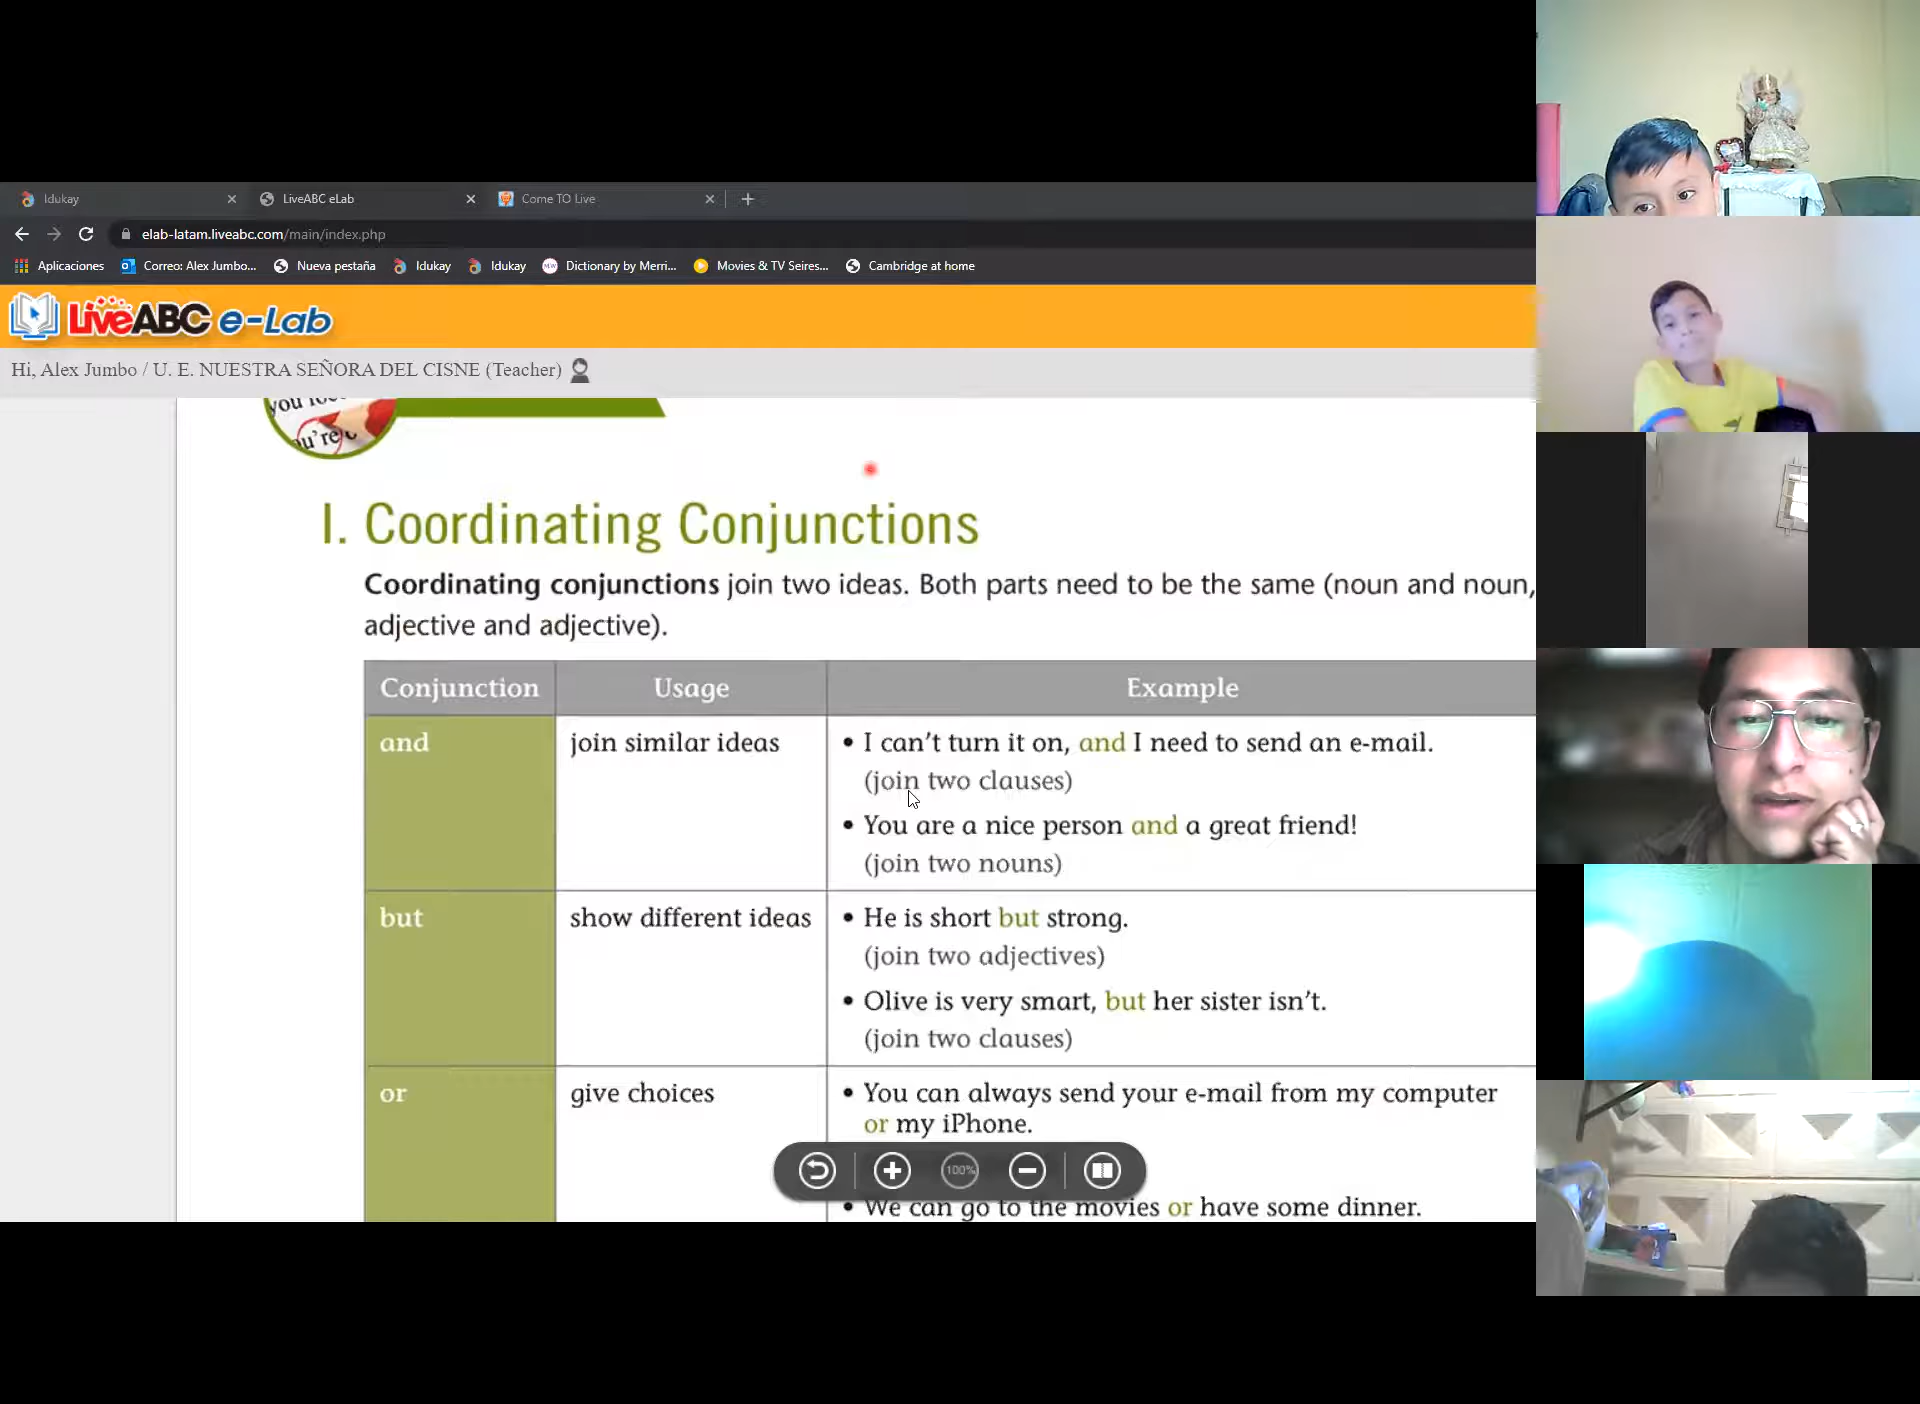 Idukay
LiveABC eLab
Come TO Live
elab-latam.liveabc.com/main/index.php
Aplicaciones
Correo: Alex Jumbo...
Nueva pestaña
Idukay
Idukay
Dictionary by Merri...
Movies & TV Seires...
Cambridge at home
LiveABC e-Lab
Hi, Alex Jumbo / U. E. NUESTRA SEÑORA DEL CISNE (Teacher)
you
u're
I. Coordinating Conjunctions
Coordinating conjunctions join two ideas. Both parts need to be the same (noun and noun,
adjective and adjective).
Conjunction Usage Example
and join similar ideas • I can't turn it on, and I need to send an e-mail.
(join two clauses)
• You are a nice person and a great friend!
(join two nouns)
but show different ideas • He is short but strong.
(join two adjectives)
• Olive is very smart, but her sister isn't.
(join two clauses)
or give choices • You can always send your e-mail from my computer
or my iPhone.
100%
• We can go to the movies or have some dinner.